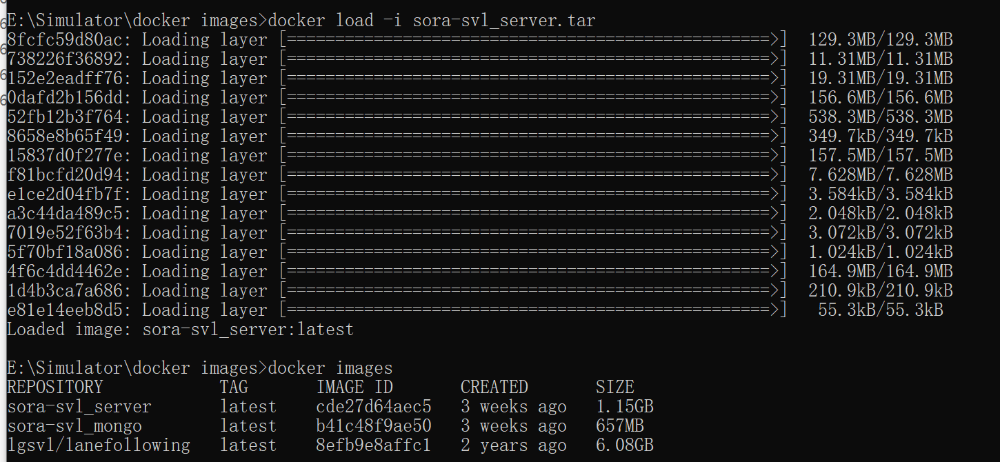 E:\Simulator\docker images>docker load -i sora-svl_server.tar
8fcfc59d80ac: Loading layer [==================================================>]  129.3MB/129.3MB
738226f36892: Loading layer [==================================================>]  11.31MB/11.31MB
152e2eadff76: Loading layer [==================================================>]  19.31MB/19.31MB
0dafd2b156dd: Loading layer [==================================================>]  156.6MB/156.6MB
52fb12b3f764: Loading layer [==================================================>]  538.3MB/538.3MB
8658e8b65f49: Loading layer [==================================================>]  349.7kB/349.7kB
15837d0f277e: Loading layer [==================================================>]  157.5MB/157.5MB
f81bcfd20d94: Loading layer [==================================================>]  7.628MB/7.628MB
e1ce2d04fb7f: Loading layer [==================================================>]  3.584kB/3.584kB
a3c44da489c5: Loading layer [==================================================>]  2.048kB/2.048kB
7019e52f63b4: Loading layer [==================================================>]  3.072kB/3.072kB
5f70bf18a086: Loading layer [==================================================>]  1.024kB/1.024kB
4f6c4dd4462e: Loading layer [==================================================>]  164.9MB/164.9MB
1d4b3ca7a686: Loading layer [==================================================>]  210.9kB/210.9kB
e81e14eeb8d5: Loading layer [==================================================>]   55.3kB/55.3kB
Loaded image: sora-svl_server:latest
E:\Simulator\docker images>docker images
REPOSITORY            TAG       IMAGE ID       CREATED       SIZE
sora-svl_server       latest    cde27d64aec5   3 weeks ago   1.15GB
sora-svl_mongo        latest    b41c48f9ae50   3 weeks ago   657MB
lgsvl/lanefollowing   latest    8efb9e8affc1   2 years ago   6.08GB